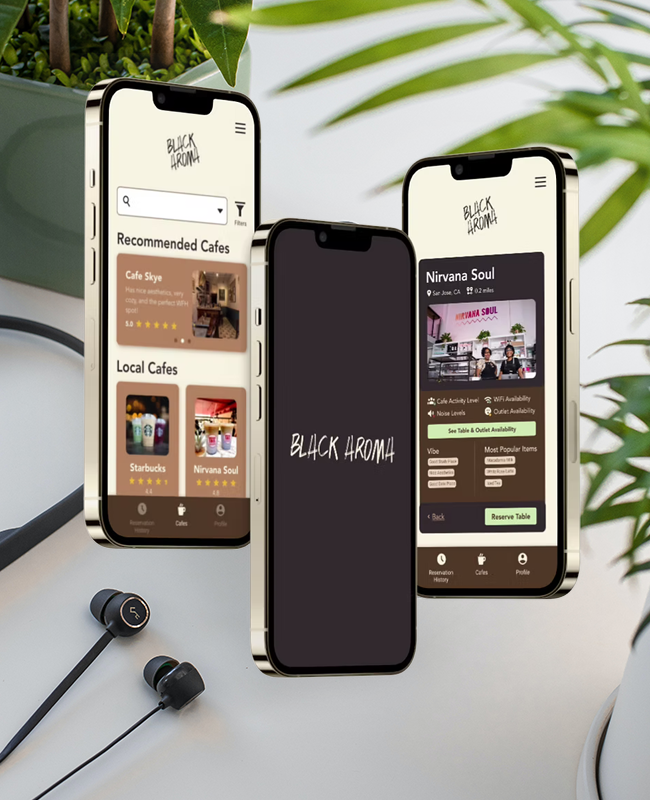 BLACK
AROMA
Filters
Recommended Cafes
Cafe Skye
Has nice aesthetics, very
cozy, and the perfect WFH
spot!
5.0
Local Cafes
Starbucks
4.4
Nirvana Soul
4.9
Reservation
History
Cafes
Profile
BLACK AROMA
BLACK
AROMA
Nirvana Soul
San Jose, CA
0.2 miles
NIRVANA SOUL
Cafe Activity Level
WiFi Availability
Noise Levels
Outlet Availability
See Table & Outlet Availability
Vibe
Most Popular Items
< Back
Reserve Table
Reservation
History
Cafes
Profile